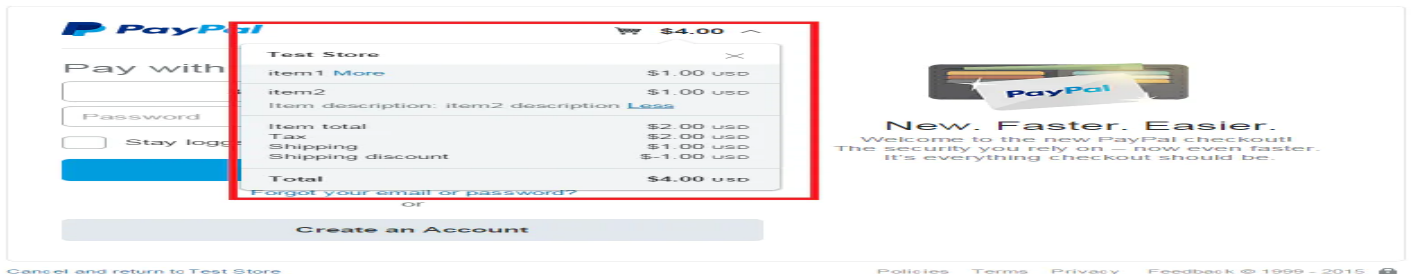 PayPal
$4.00
Test Store
Pay with
item1 More $1.00 USD
item2 $1.00 USD
Item description: item2 description Less
Password
Item total $2.00 USD
Tax $2.00 USD
Stay logg
Shipping $1.00 USD
Shipping discount $-1.00 USD
Total $4.00 USD
Forgot your email or password?
or
Create an Account
PayPal
New. Faster. Easier.
Welcome to the new PayPal checkout!
The security you rely on – now even faster.
It's everything checkout should be.
Cancel and return to Test Store
Policies Terms Privacy Feedback © 1999 - 2015